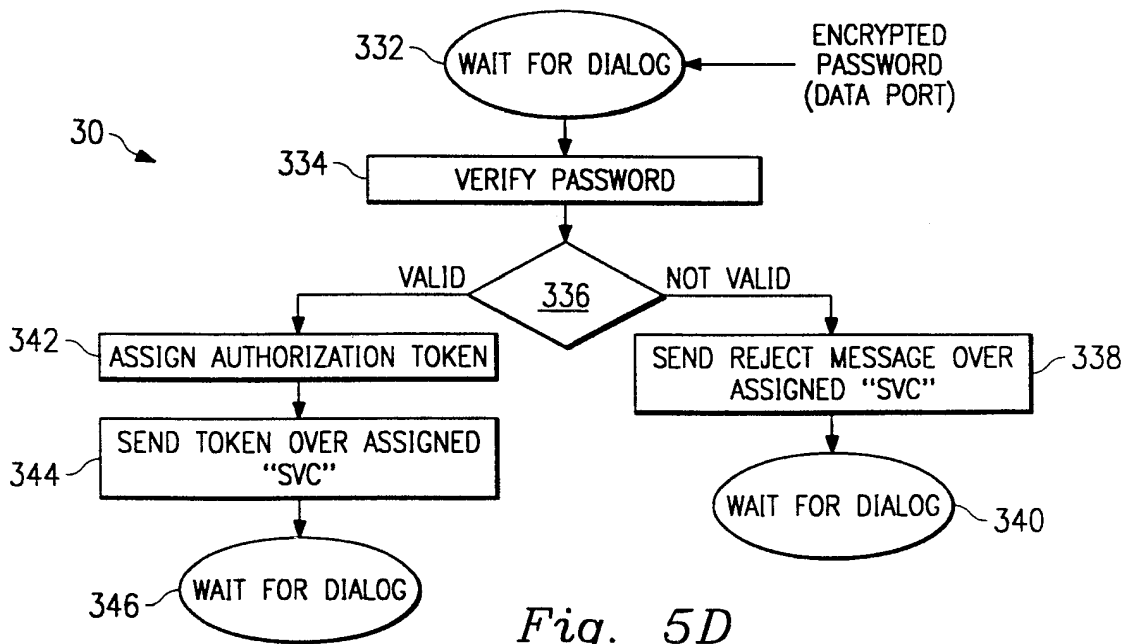 332
WAIT FOR DIALOG
ENCRYPTED
PASSWORD
(DATA PORT)
30
334
VERIFY PASSWORD
VALID
336
NOT VALID
342
ASSIGN AUTHORIZATION TOKEN
SEND REJECT MESSAGE OVER
ASSIGNED "SVC"
338
344
SEND TOKEN OVER ASSIGNED
"SVC"
WAIT FOR DIALOG
340
346
WAIT FOR DIALOG
Fig. 5D